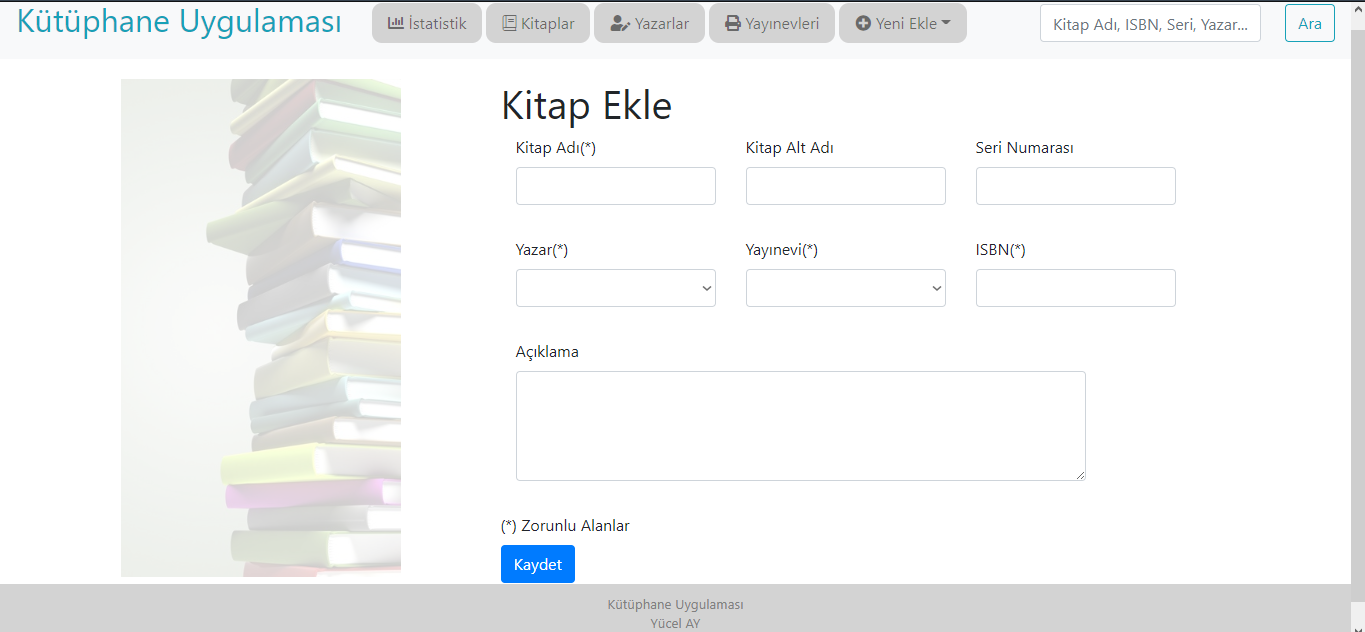 Kütüphane Uygulaması İstatistik Kitaplar Yazarlar Yayınevleri Yeni Ekle Kitap Adı, ISBN, Seri, Yazar... Ara
Kitap Ekle
Kitap Adı(*) Kitap Alt Adı Seri Numarası
Yazar(*) Yayınevi(*) ISBN(*)
Açıklama
(*) Zorunlu Alanlar
Kaydet
Kütüphane Uygulaması
Yücel AY